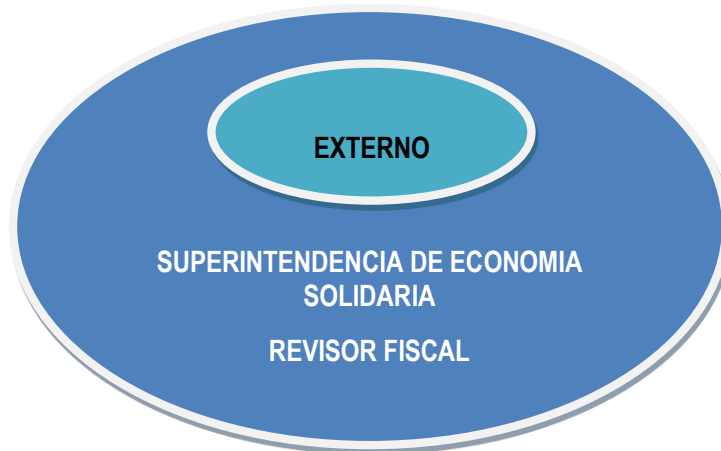 EXTERNO
SUPERINTENDENCIA DE ECONOMIA
SOLIDARIA
REVISOR FISCAL